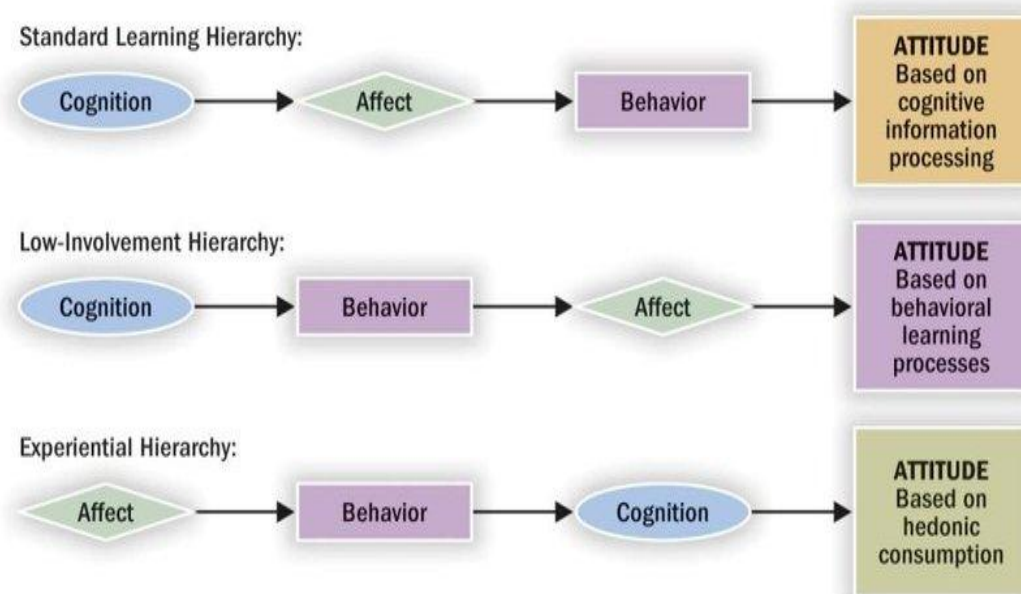 Standard Learning Hierarchy:
Cognition
Affect
Behavior
ATTITUDE
Based on
cognitive
information
processing
Low-Involvement Hierarchy:
Cognition
Behavior
Affect
ATTITUDE
Based on
behavioral
learning
processes
Experiential Hierarchy:
Affect
Behavior
Cognition
ATTITUDE
Based on
hedonic
consumption